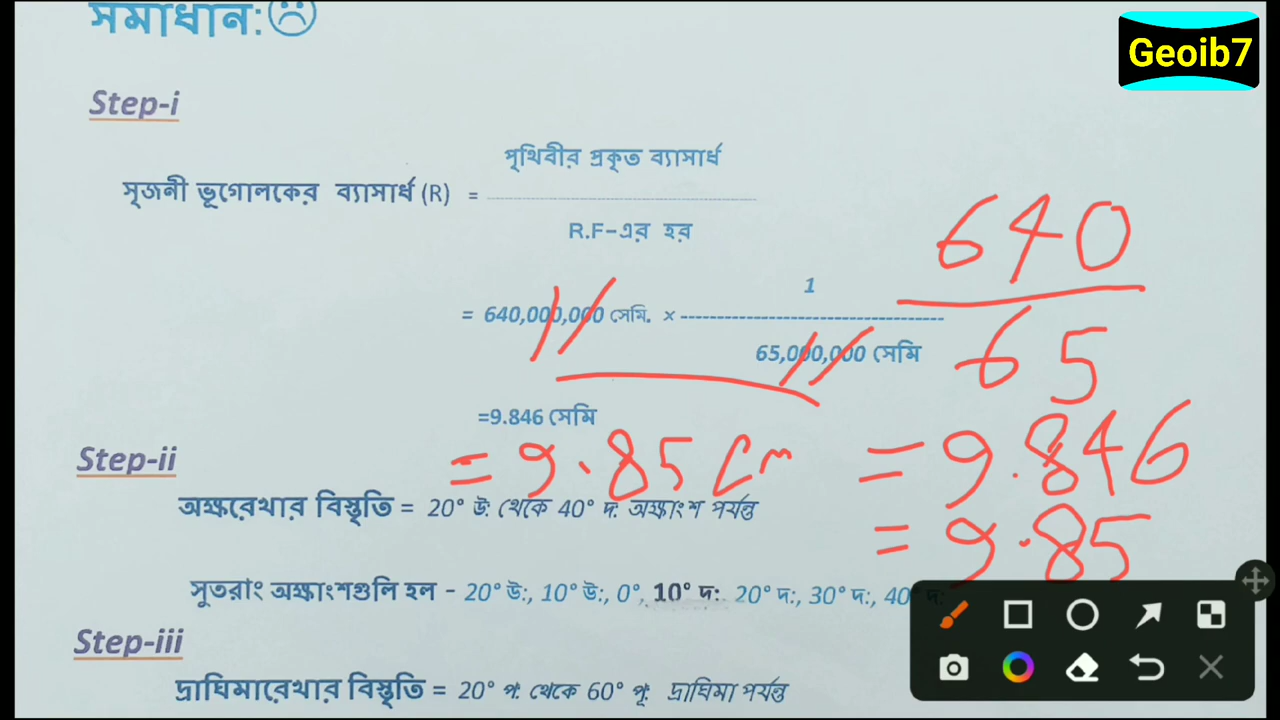 সমাধান:
Geoib7
Step-i
পৃথিবীর প্রকৃত ব্যাসার্ধ
সৃজনী ভূগোলকের ব্যাসার্ধ (R) =
R.F-এর হর
640
1
= 640,000,000 সেমি. ×
65,000,000 সেমি
65
=9.846 সেমি
= 9.846
= 9.85 Cm
Step-ii
অক্ষরেখার বিস্তৃতি = 20° উ: থেকে 40° দ: অক্ষাংশ পর্যন্ত
= 9.85
সুতরাং অক্ষাংশগুলি হল - 20° উ:, 10° উ:, 0°, 10° দ: 20° দ:, 30° দ:, 40° দ:
Step-iii
দ্রাঘিমারেখার বিস্তৃতি = 20° প: থেকে 60° পূ: দ্রাঘিমা পর্যন্ত